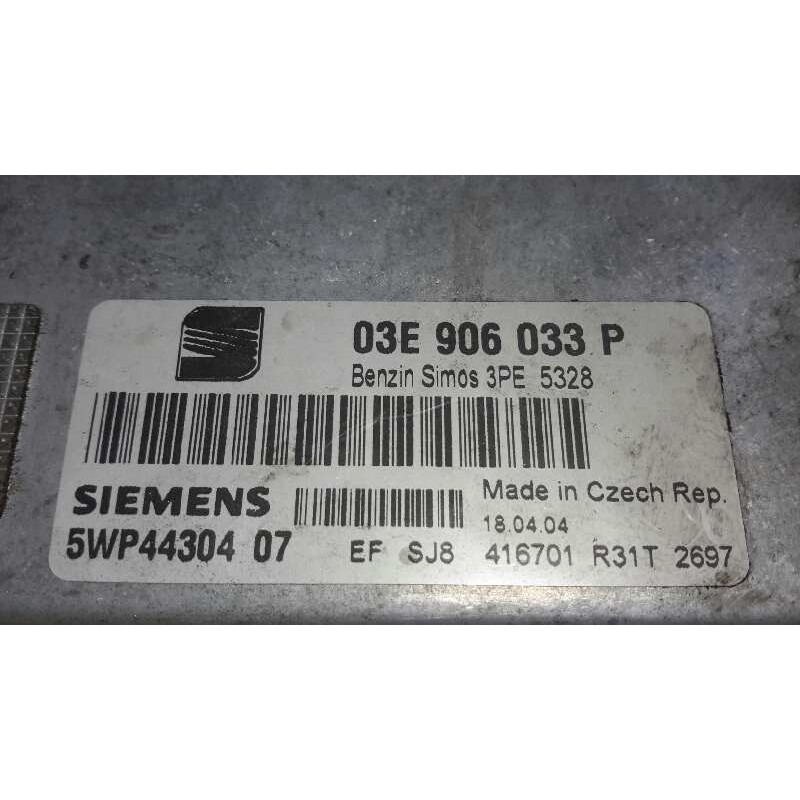 03E 906 033 P
Benzin Simos 3PE 5328
SIEMENS
Made in Czech Rep.
18.04.04
5WP44304 07
EF SJ8 416701 R31T 2697